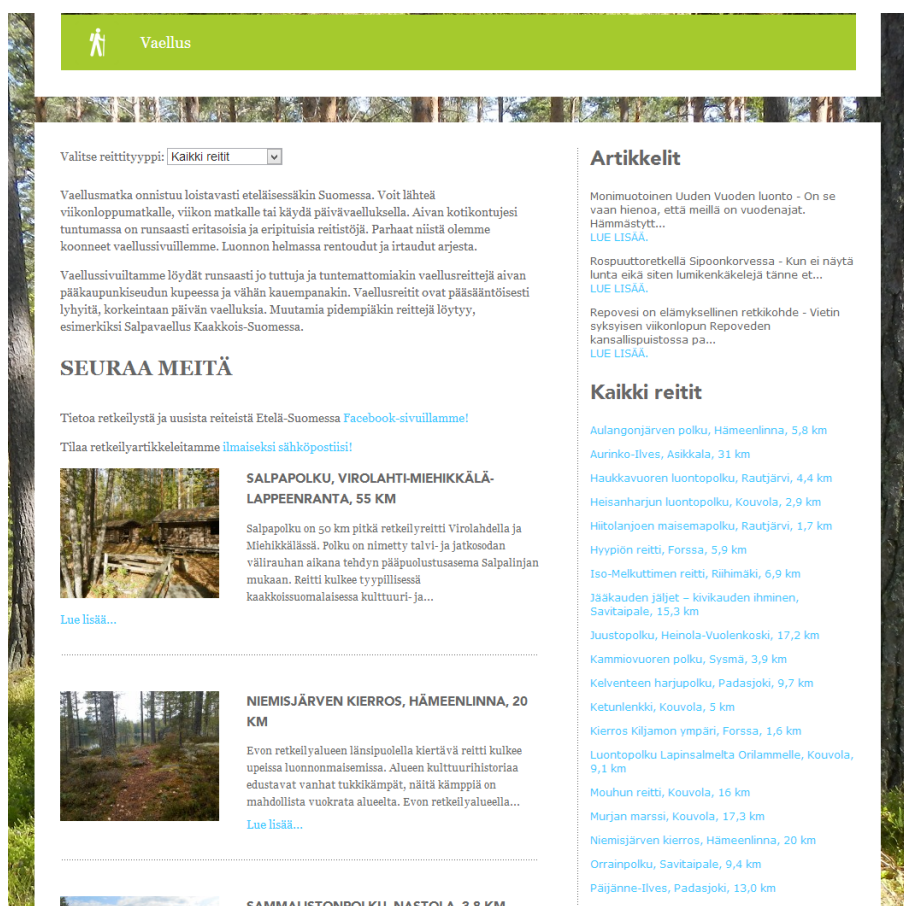 Vaellus
Valitse reittityyppi: Kaikki reitit
Vaellusmatka onnistuu loistavasti eteläisessäkin Suomessa. Voit lähteä
viikonloppumatkalle, viikon matkalle tai käydä päivävaelluksella. Aivan kotikontujesi
tuntumassa on runsaasti eritasoisia ja eripituisia reitistöjä. Parhaat niistä olemme
koonneet vaellussivuillemme. Luonnon helmassa rentoudut ja irtaudut arjesta.
Vaellussivuiltamme löydät runsaasti jo tuttuja ja tuntemattomiakin vaellusreittejä aivan
pääkaupunkiseudun kupeessa ja vähän kauempanakin. Vaellusreitit ovat pääsääntöisesti
lyhyitä, korkeintaan päivän vaelluksia. Muutamia pidempiäkin reittejä löytyy,
esimerkiksi Salpavaellus Kaakkois-Suomessa.
SEURAA MEITÄ
Tietoa retkeilystä ja uusista reiteistä Etelä-Suomessa Facebook-sivuillamme!
Tilaa retkeilyartikkeleitamme ilmaiseksi sähköpostiisi!
SALPAPOLKU, VIROLAHTI-MIEHIKKÄLÄ-
LAPPEENRANTA, 55 KM
Salpapolku on 50 km pitkä retkeilyreitti Virolahdella ja
Miehikkälässä. Polku on nimetty talvi- ja jatkosodan
välirauhan aikana tehdyn pääpuolustusasema Salpalinjan
mukaan. Reitti kulkee tyypillisessä
kaakkoissuomalaisessa kulttuuri- ja...
Lue lisää...
NIEMISJÄRVEN KIERROS, HÄMEENLINNA, 20
KM
Evon retkeilyalueen länsipuolella kiertävä reitti kulkee
upeissa luonnonmaisemissa. Alueen kulttuurihistoriaa
edustavat vanhat tukkikämpät, näitä kämppiä on
mahdollista vuokrata alueelta. Evon retkeilyalueella...
Lue lisää...
SAMMALISTONPOLKU, NASTOLA, 3,8 KM
Artikkelit
Monimuotoinen Uuden Vuoden luonto - On se
vaan hienoa, että meillä on vuodenajat.
Hämmästytt...
LUE LISÄÄ.
Rospuuttoretkellä Sipoonkorvessa - Kun ei näytä
lunta eikä siten lumikenkäkelejä tänne et...
LUE LISÄÄ.
Repovesi on elämyksellinen retkikohde - Vietin
syksyisen viikonlopun Repoveden
kansallispuistossa pa...
LUE LISÄÄ.
Kaikki reitit
Aulangonjärven polku, Hämeenlinna, 5,8 km
Aurinko-Ilves, Asikkala, 31 km
Haukkavuoren luontopolku, Rautjärvi, 4,4 km
Heisanharjun luontopolku, Kouvola, 2,9 km
Hiitolanjoen maisemapolku, Rautjärvi, 1,7 km
Hyypiön reitti, Forssa, 5,9 km
Iso-Melkuttimen reitti, Riihimäki, 6,9 km
Jääkauden jäljet – kivikauden ihminen,
Savitaipale, 15,3 km
Juustopolku, Heinola-Vuolenkoski, 17,2 km
Kammiovuoren polku, Sysmä, 3,9 km
Kelventeen harjupolku, Padasjoki, 9,7 km
Ketunlenkki, Kouvola, 5 km
Kierros Kiljamon ympäri, Forssa, 1,6 km
Luontopolku Lapinsalmelta Orilammelle, Kouvola,
9,1 km
Mouhun reitti, Kouvola, 16 km
Murjan marssi, Kouvola, 17,3 km
Niemisjärven kierros, Hämeenlinna, 20 km
Orrainpolku, Savitaipale, 9,4 km
Päijänne-Ilves, Padasjoki, 13,0 km